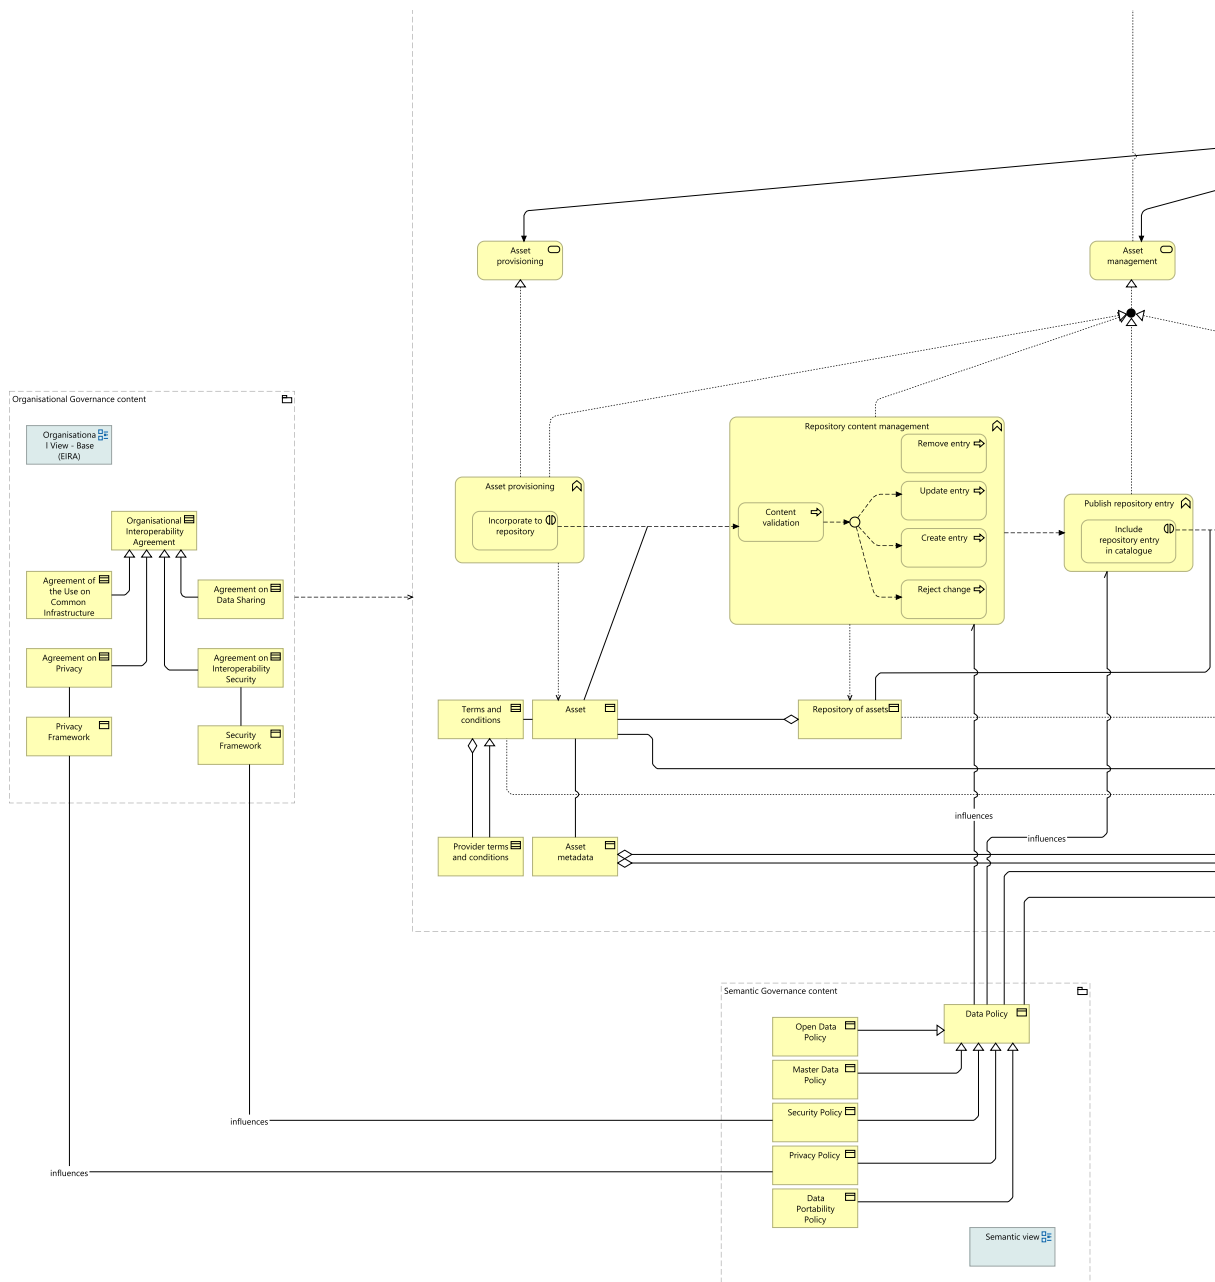 Asset
provisioning
Asset
management
Organisational Governance content
Organisationa
l View - Base
(EIRA)
Repository content management
Remove entry
Asset provisioning
Update entry
Publish repository entry
Organisational
Interoperability
Agreement
Incorporate to
repository
Content
validation
Include
repository entry
in catalogue
Create entry
Agreement of
the Use on
Common
Infrastructure
Agreement on
Data Sharing
Reject change
Agreement on
Privacy
Agreement on
Interoperability
Security
Terms and
conditions
Asset
Repository of assets
Privacy
Framework
Security
Framework
influences
influences
Provider terms
and conditions
Asset
metadata
Semantic Governance content
Data Policy
Open Data
Policy
Master Data
Policy
Security Policy
influences
Privacy Policy
influences
Data
Portability
Policy
Semantic view